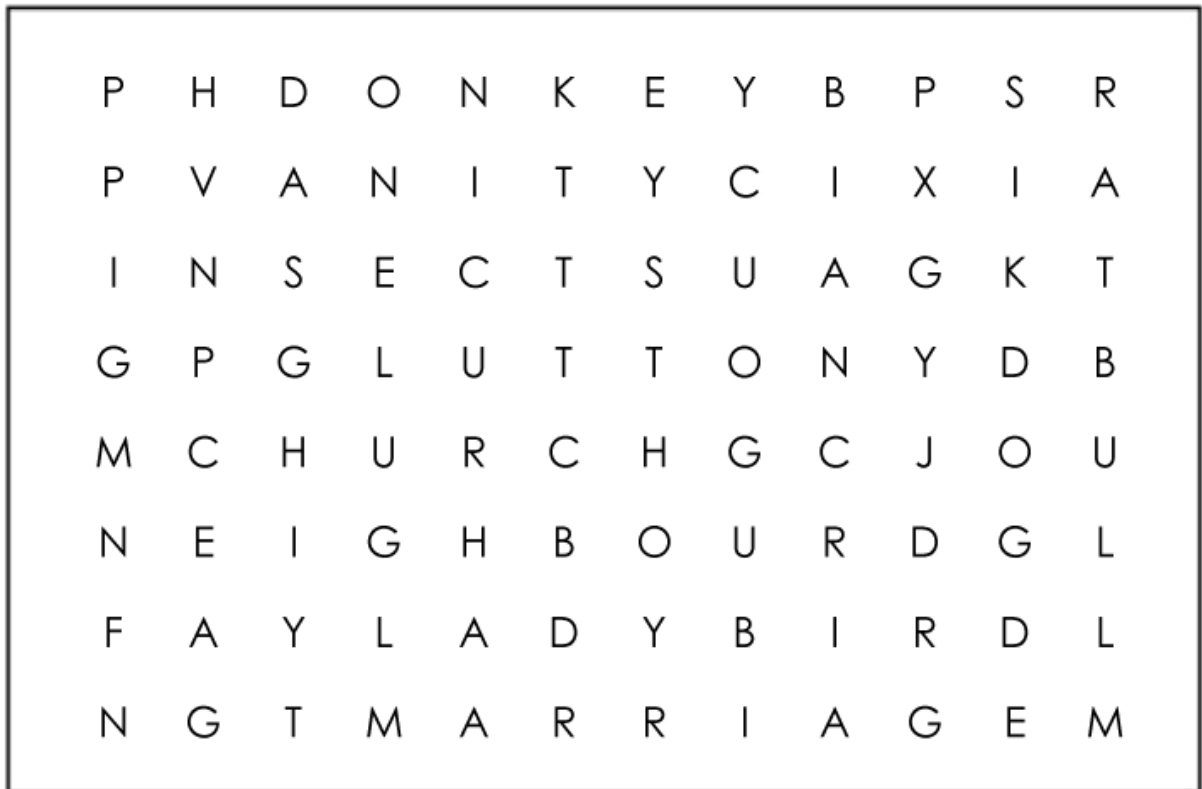 P H D O N K E Y B P S R
P V A N I T Y C I X I A
I N S E C T S U A G K T
G P G L U T T O N Y D B
M C H U R C H G C J O U
N E I G H B O U R D G L
F A Y L A D Y B I R D L
N G T M A R R I A G E M